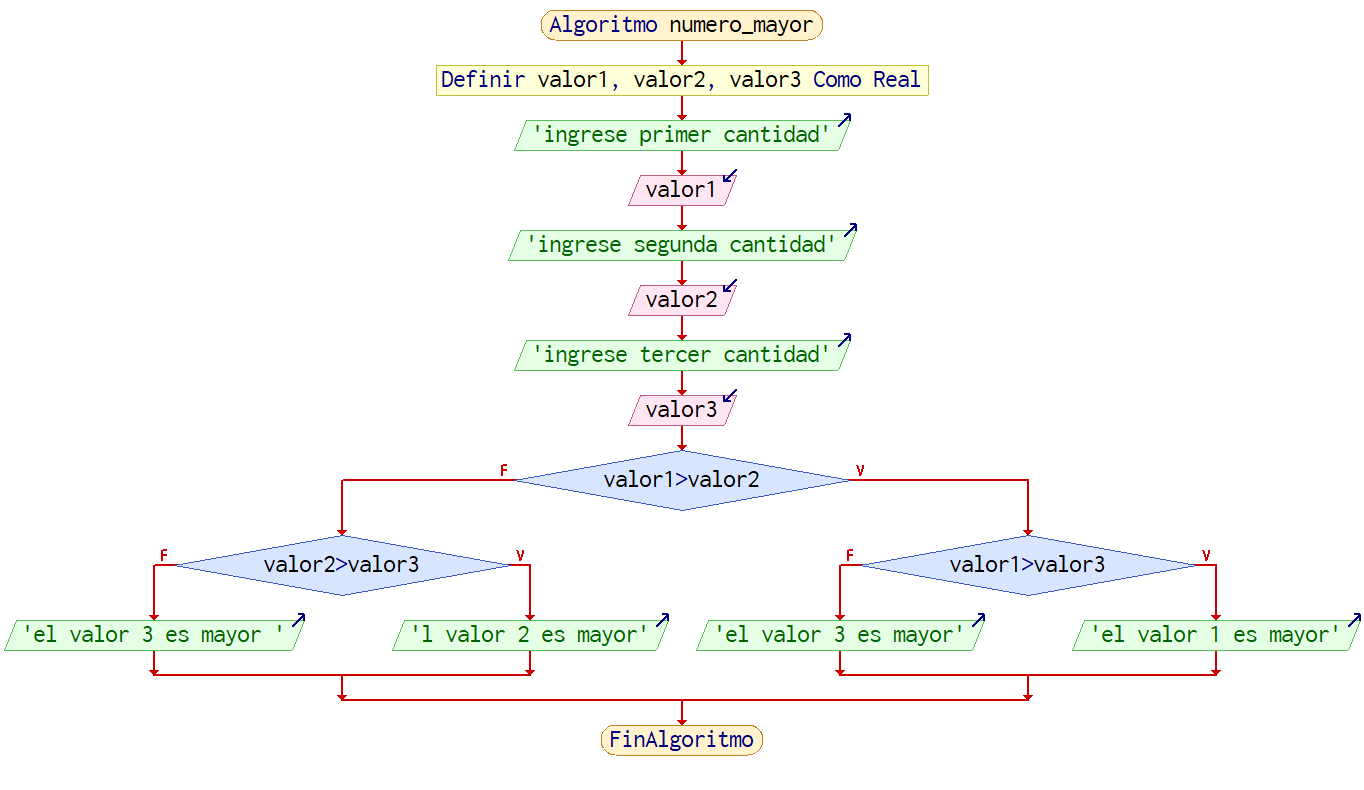 Algoritmo numero_mayor
Definir valor1, valor2, valor3 Como Real
'ingrese primer cantidad'
valor1
'ingrese segunda cantidad'
valor2
'ingrese tercer cantidad'
valor3
F
valor1>valor2
V
F
valor2>valor3
V
F
valor1>valor3
V
'el valor 3 es mayor '
'l valor 2 es mayor'
'el valor 3 es mayor'
'el valor 1 es mayor'
FinAlgoritmo